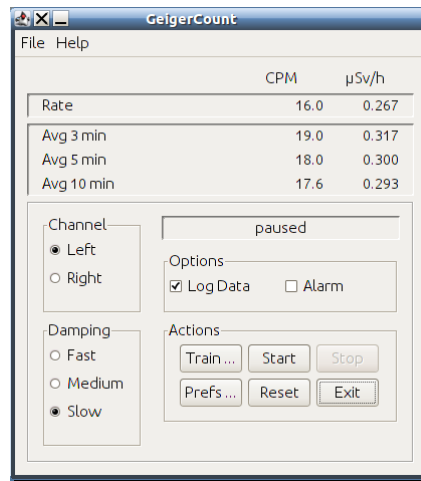 GeigerCount
File Help
CPM µSv/h
Rate 16.0 0.267
Avg 3 min 19.0 0.317
Avg 5 min 18.0 0.300
Avg 10 min 17.6 0.293
Channel
Left
Right
paused
Options
Log Data Alarm
Damping
Fast
Medium
Slow
Actions
Train ... Start Stop
Prefs ... Reset Exit